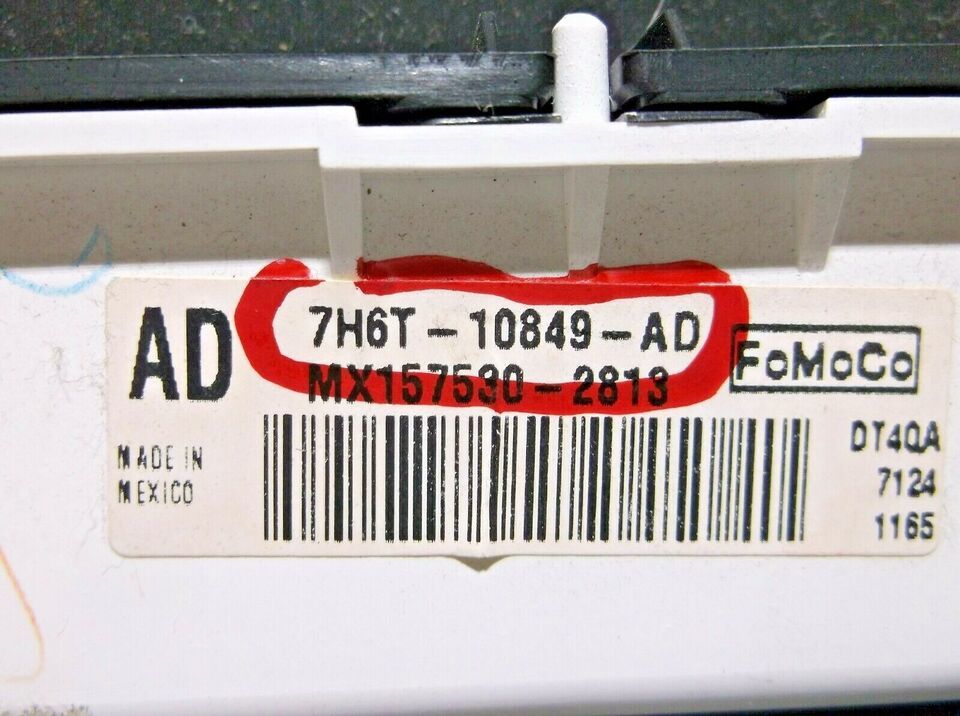 AD
7H6T-10849-AD
MX157530-2813
FoMoCo
MADE IN
MEXICO
DT4QA
7124
1165